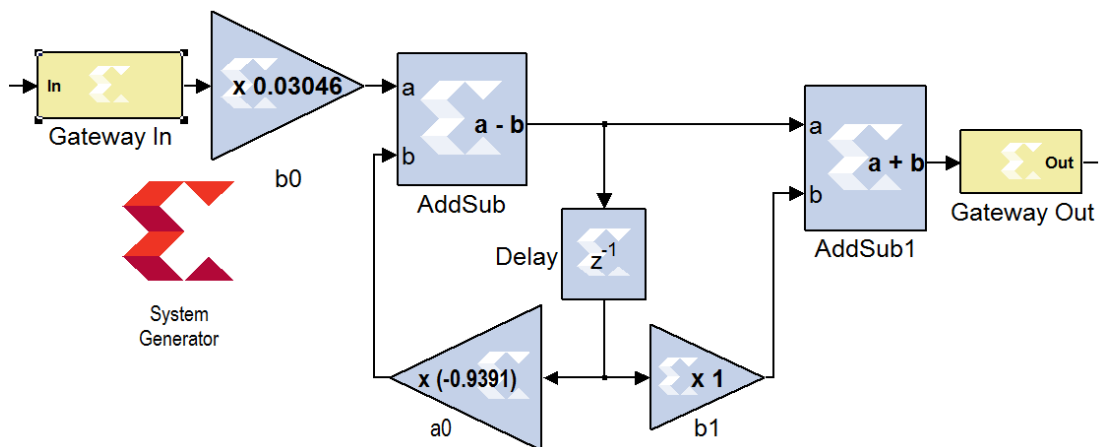 In
Gateway In
x 0.03046
b0
a
b
a - b
AddSub
a
b
a + b
AddSub1
Out
Gateway Out
Delay
z⁻¹
System
Generator
x (-0.9391)
a0
x 1
b1